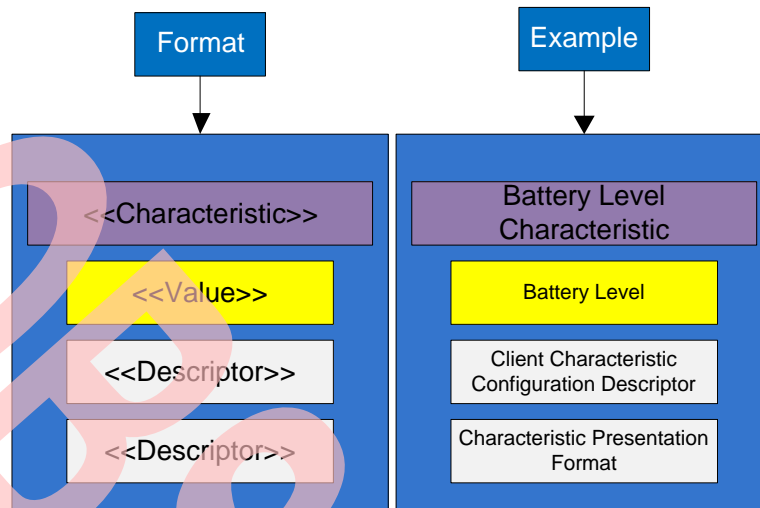 Format
Example
<<Characteristic>>
<<Value>>
<<Descriptor>>
<<Descriptor>>
Battery Level
Characteristic
Battery Level
Client Characteristic
Configuration Descriptor
Characteristic Presentation
Format